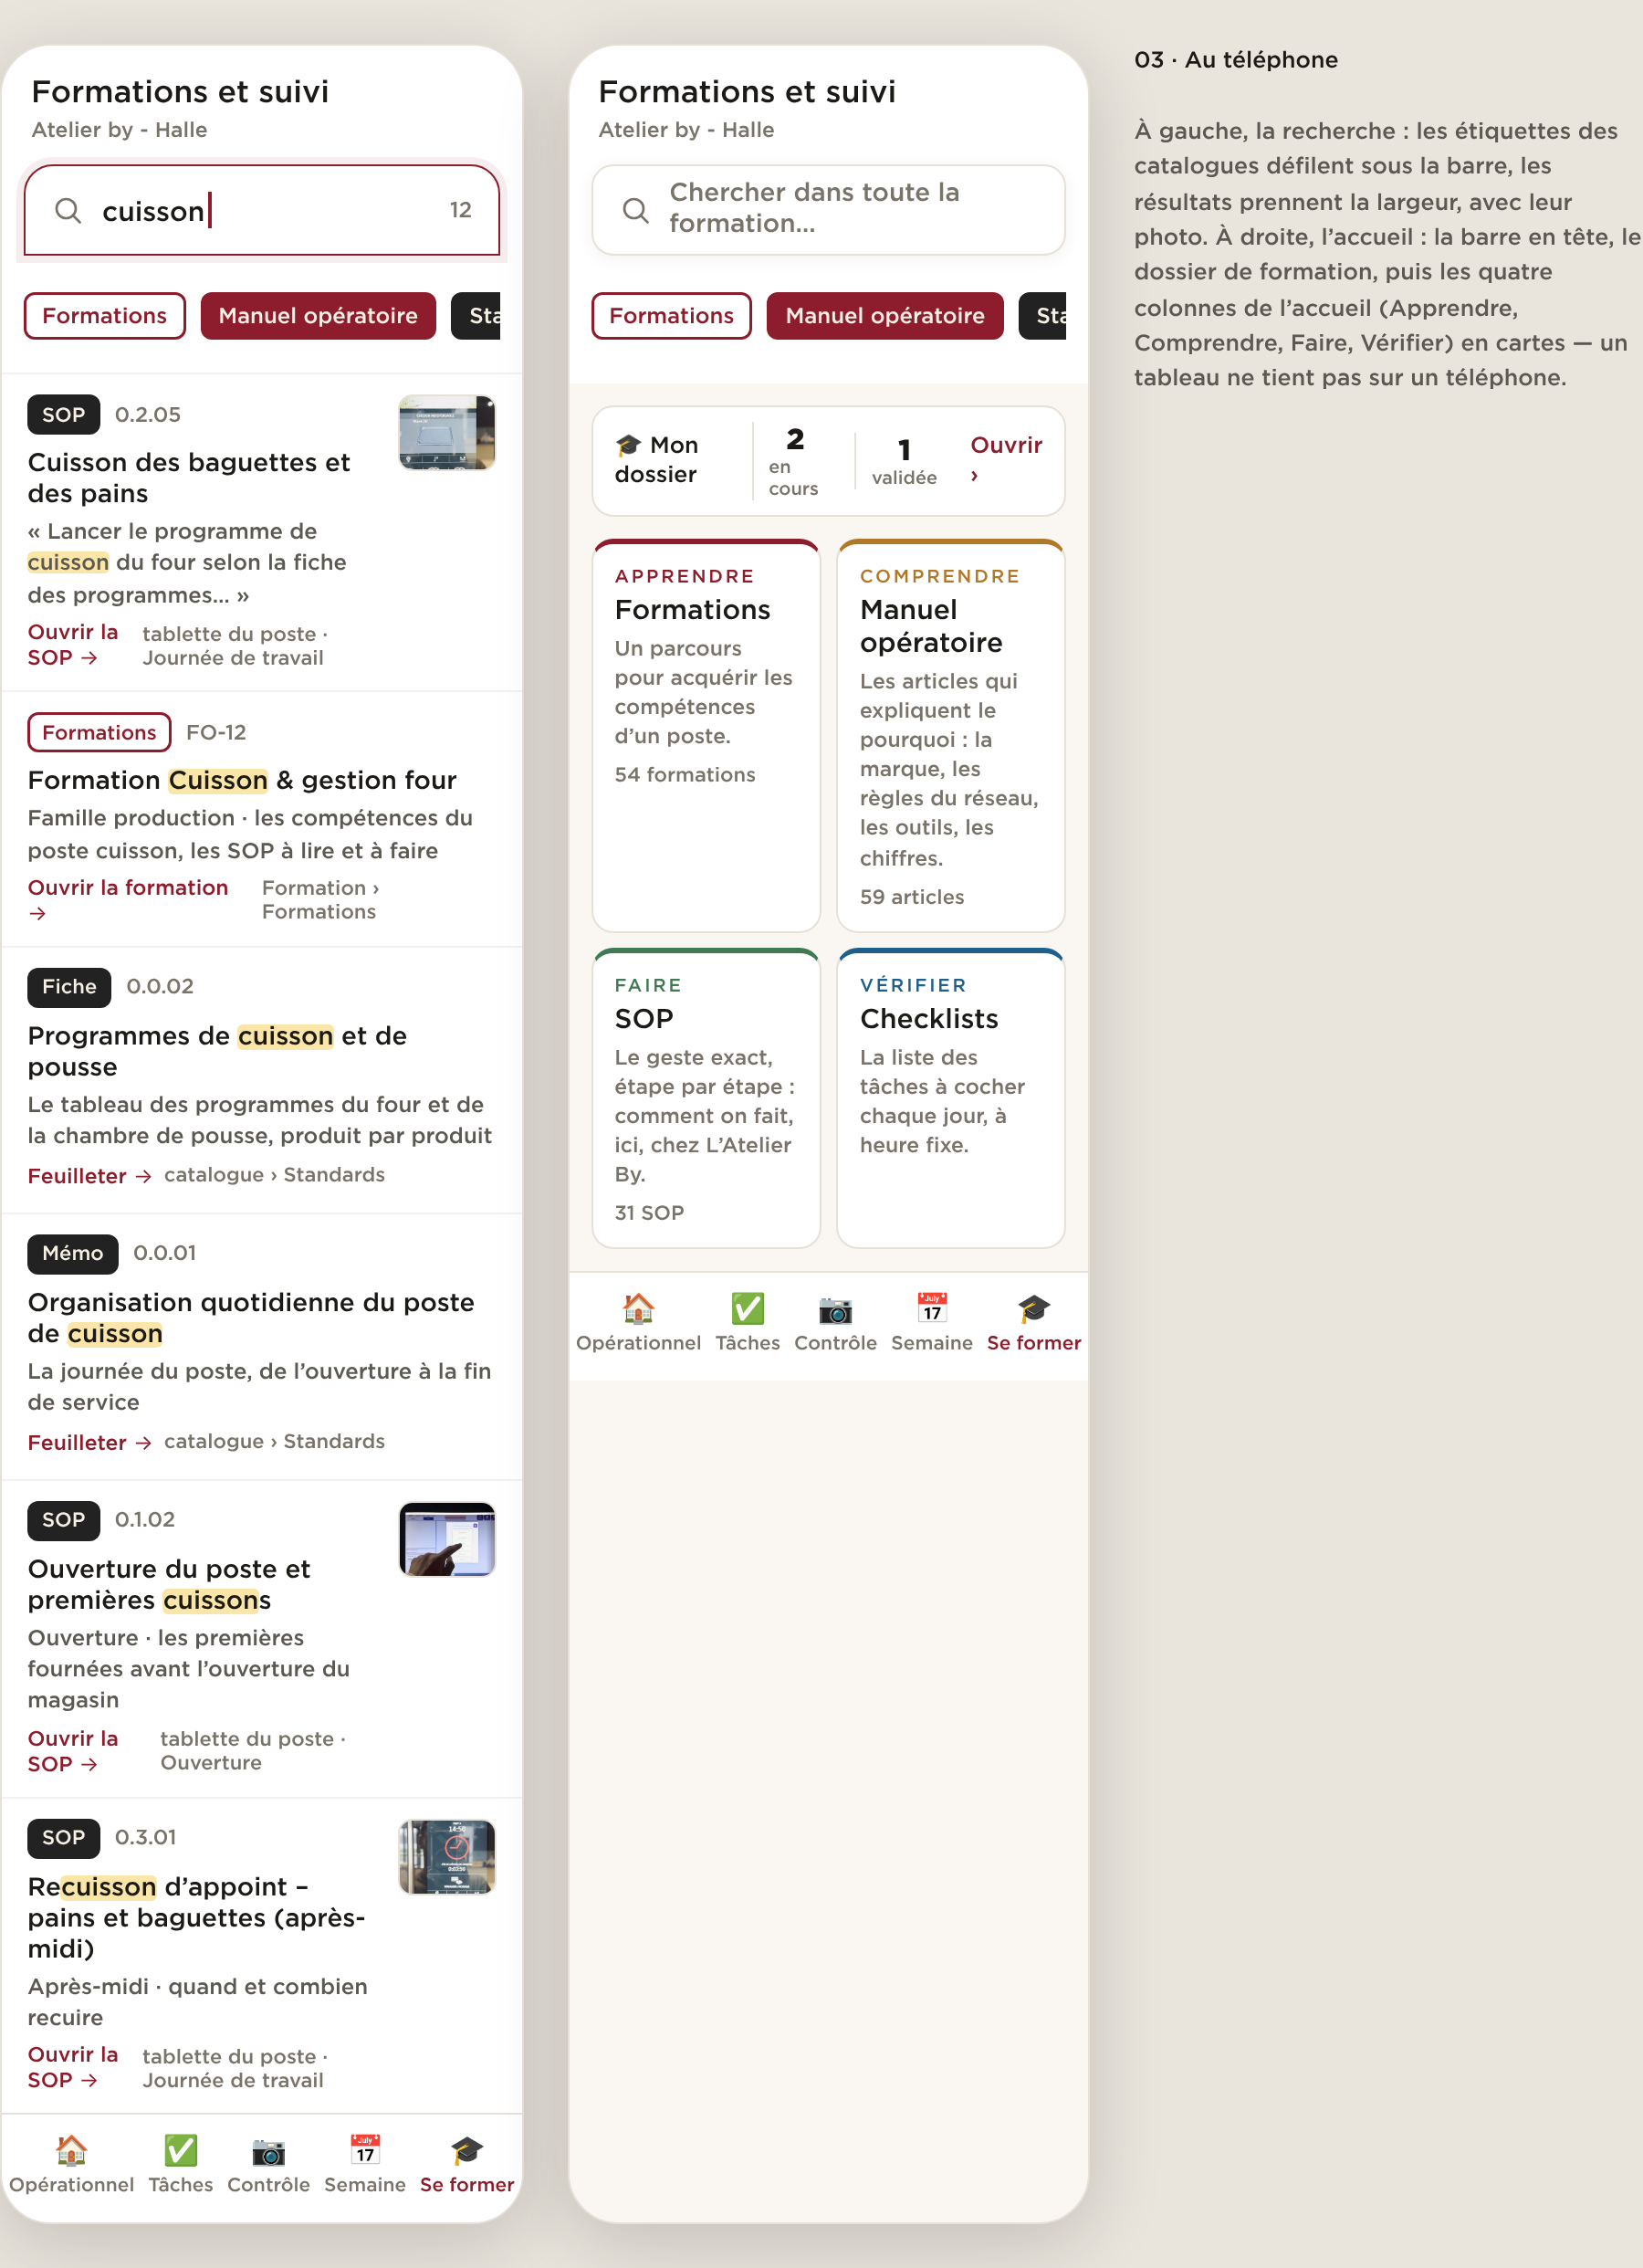 Formations et suivi
Atelier by - Halle
cuisson
12
Formations
Manuel opératoire
Sta
SOP 0.2.05
Cuisson des baguettes et
des pains
« Lancer le programme de
cuisson du four selon la fiche
des programmes… »
Ouvrir la
SOP →
tablette du poste ·
Journée de travail
Formations FO-12
Formation Cuisson & gestion four
Famille production · les compétences du
poste cuisson, les SOP à lire et à faire
Ouvrir la formation
→
Formation ›
Formations
Fiche 0.0.02
Programmes de cuisson et de
pousse
Le tableau des programmes du four et de
la chambre de pousse, produit par produit
Feuilleter → catalogue › Standards
Mémo 0.0.01
Organisation quotidienne du poste
de cuisson
La journée du poste, de l’ouverture à la fin
de service
Feuilleter → catalogue › Standards
SOP 0.1.02
Ouverture du poste et
premières cuissons
Ouverture · les premières
fournées avant l’ouverture du
magasin
Ouvrir la
SOP →
tablette du poste ·
Ouverture
SOP 0.3.01
Recuisson d’appoint –
pains et baguettes (après-
midi)
Après-midi · quand et combien
recuire
Ouvrir la
SOP →
tablette du poste ·
Journée de travail
Opérationnel Tâches Contrôle Semaine Se former
Formations et suivi
Atelier by - Halle
Chercher dans toute la
formation…
Formations
Manuel opératoire
Sta
Mon
dossier
2
en
cours
1
validée
Ouvrir
›
APPRENDRE
Formations
Un parcours
pour acquérir les
compétences
d’un poste.
54 formations
COMPRENDRE
Manuel
opératoire
Les articles qui
expliquent le
pourquoi : la
marque, les
règles du réseau,
les outils, les
chiffres.
59 articles
FAIRE
SOP
Le geste exact,
étape par étape :
comment on fait,
ici, chez L’Atelier
By.
31 SOP
VÉRIFIER
Checklists
La liste des
tâches à cocher
chaque jour, à
heure fixe.
Opérationnel Tâches Contrôle Semaine Se former
03 · Au téléphone
À gauche, la recherche : les étiquettes des
catalogues défilent sous la barre, les
résultats prennent la largeur, avec leur
photo. À droite, l’accueil : la barre en tête, le
dossier de formation, puis les quatre
colonnes de l’accueil (Apprendre,
Comprendre, Faire, Vérifier) en cartes — un
tableau ne tient pas sur un téléphone.